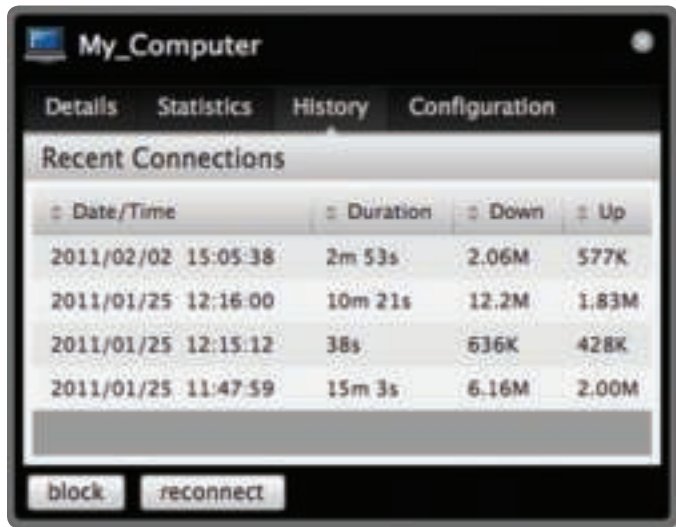 My_Computer
Details Statistics History Configuration
Recent Connections
Date/Time Duration Down Up
2011/02/02 15:05:38 2m 53s 2.06M 577K
2011/01/25 12:16:00 10m 21s 12.2M 1.83M
2011/01/25 12:15:12 38s 636K 428K
2011/01/25 11:47:59 15m 3s 6.16M 2.00M
block reconnect